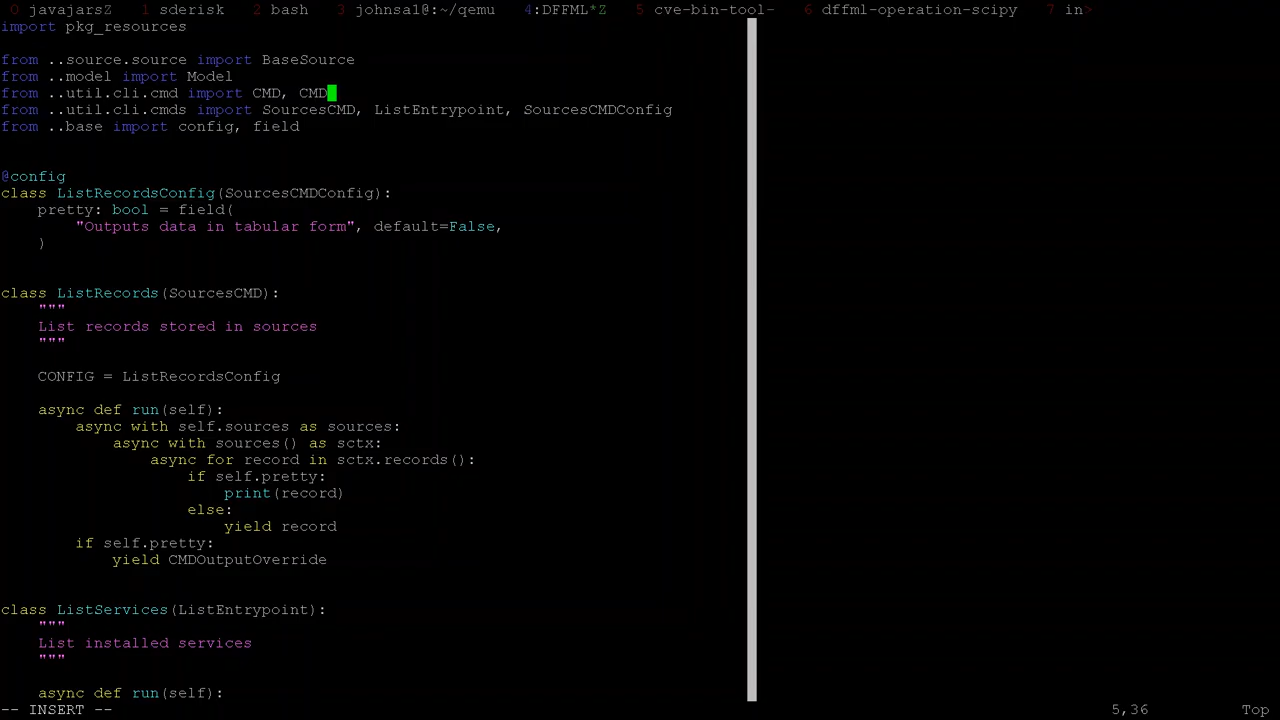 0 javajarsZ  1 sderisk  2 bash  3 johnsal@:~/qemu  4:DFFML*Z  5 cve-bin-tool-  6 dffml-operation-scipy  7 in>
import pkg_resources
from ..source.source import BaseSource
from ..model import Model
from ..util.cli.cmd import CMD, CMD
from ..util.cli.cmds import SourcesCMD, ListEntrypoint, SourcesCMDConfig
from ..base import config, field
@config
class ListRecordsConfig(SourcesCMDConfig):
    pretty: bool = field(
        "Outputs data in tabular form", default=False,
    )
class ListRecords(SourcesCMD):
    """
    List records stored in sources
    """
    CONFIG = ListRecordsConfig
    async def run(self):
        async with self.sources as sources:
            async with sources() as sctx:
                async for record in sctx.records():
                    if self.pretty:
                        print(record)
                    else:
                        yield record
        if self.pretty:
            yield CMDOutputOverride
class ListServices(ListEntrypoint):
    """
    List installed services
    """
    async def run(self):
-- INSERT --  5,36  Top